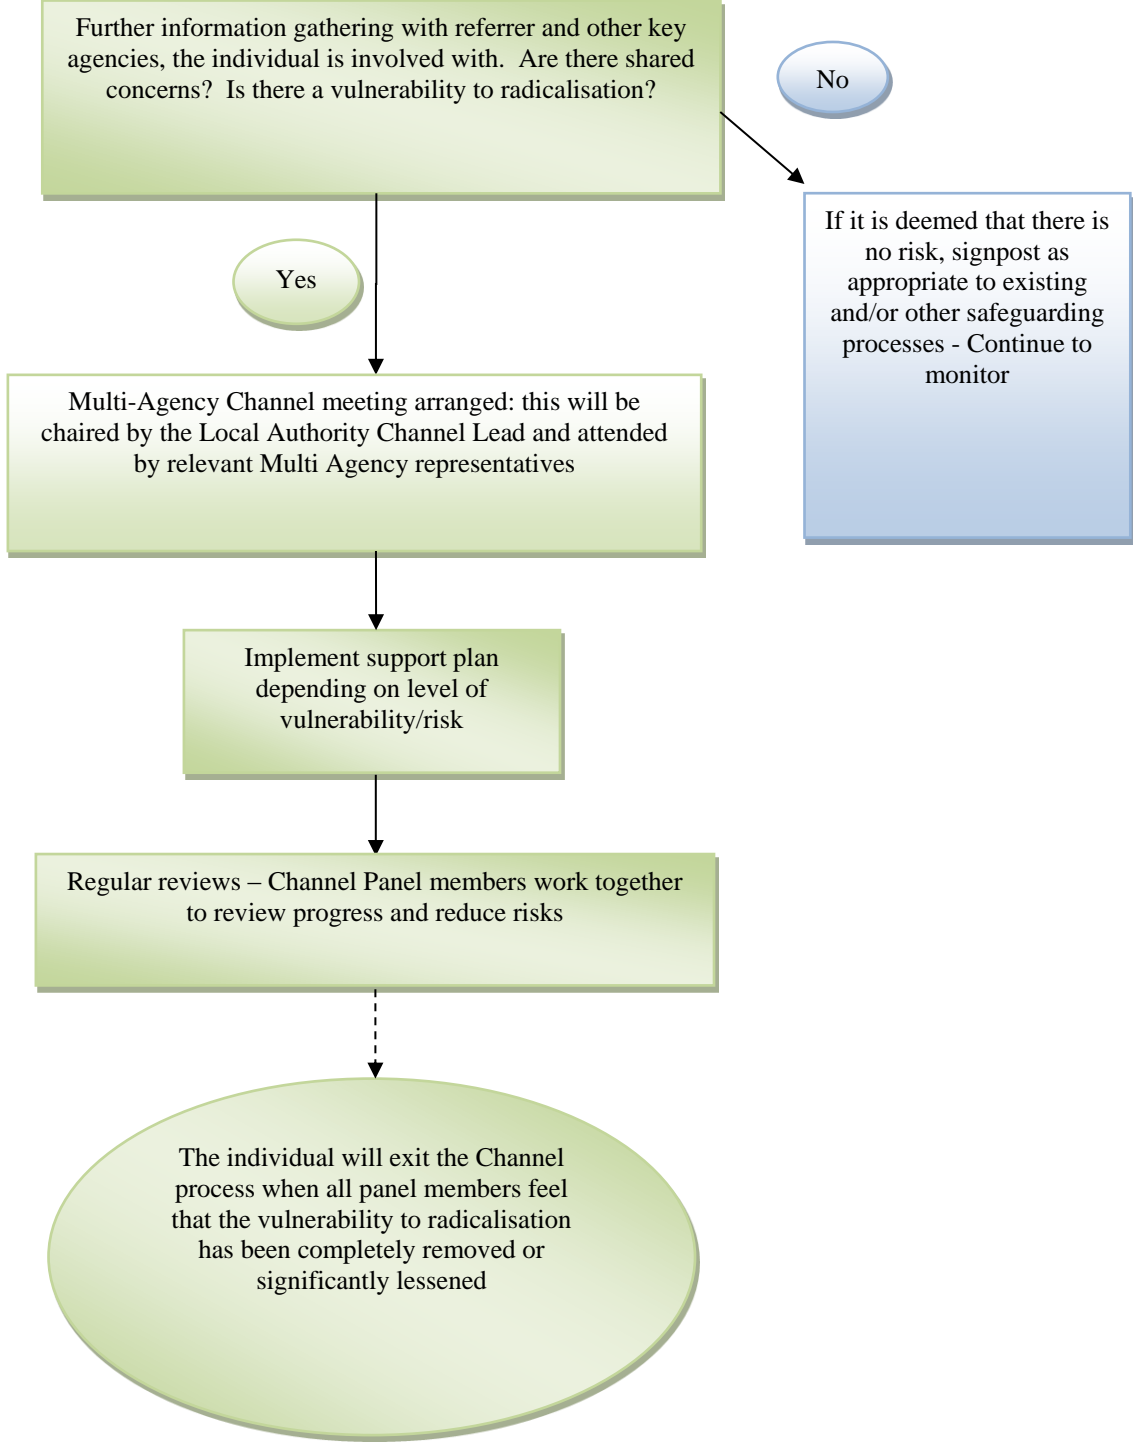 Further information gathering with referrer and other key
agencies, the individual is involved with.  Are there shared
concerns?  Is there a vulnerability to radicalisation?
No
If it is deemed that there is
no risk, signpost as
appropriate to existing
and/or other safeguarding
processes - Continue to
monitor
Yes
Multi-Agency Channel meeting arranged: this will be
chaired by the Local Authority Channel Lead and attended
by relevant Multi Agency representatives
Implement support plan
depending on level of
vulnerability/risk
Regular reviews – Channel Panel members work together
to review progress and reduce risks
The individual will exit the Channel
process when all panel members feel
that the vulnerability to radicalisation
has been completely removed or
significantly lessened